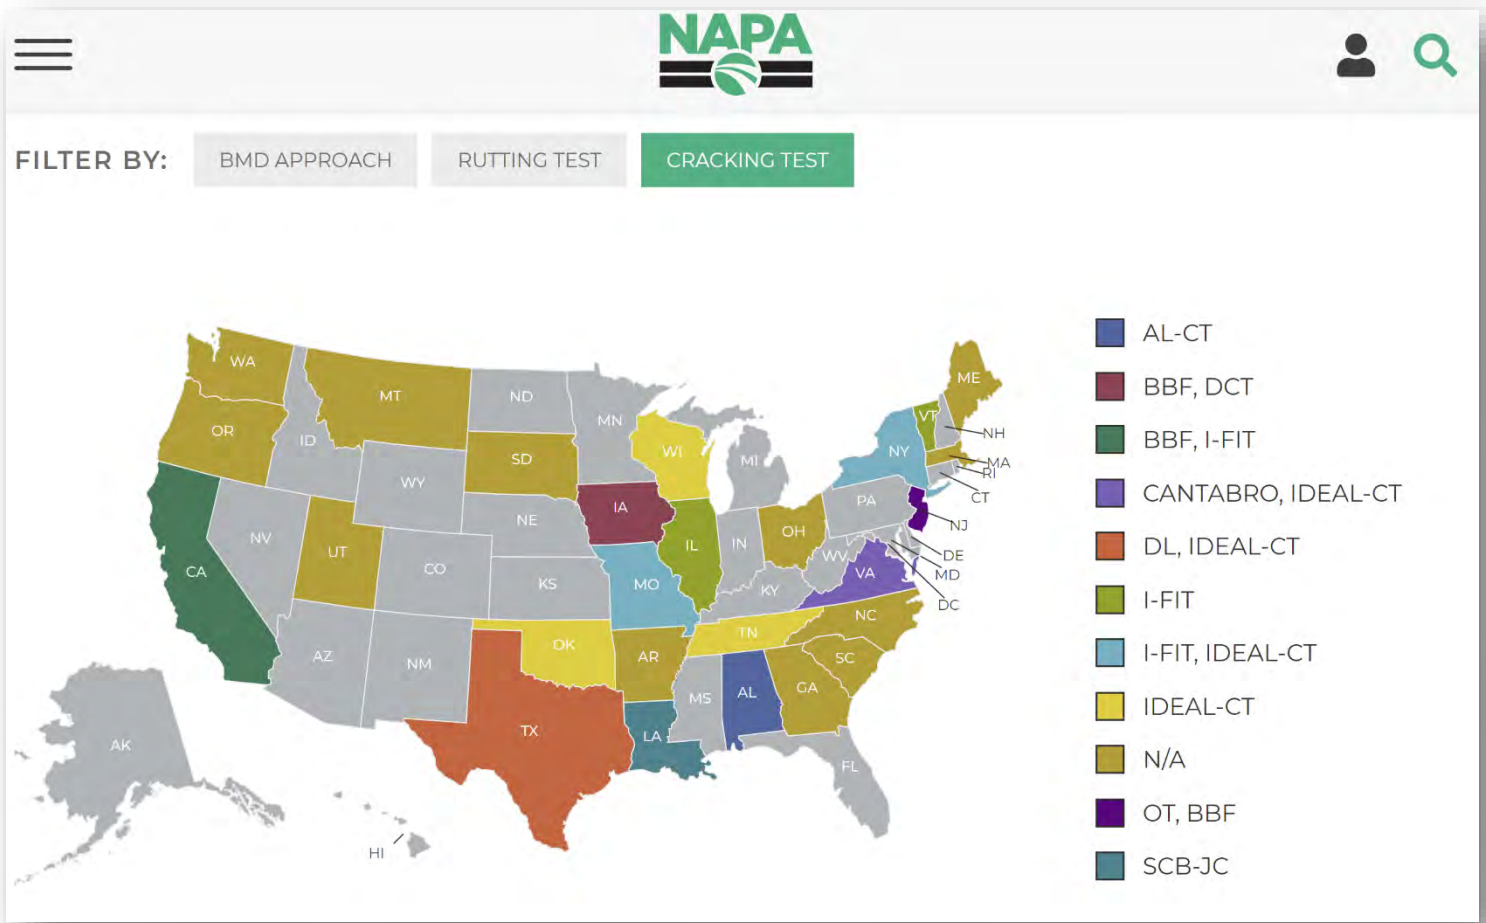 NAPA
FILTER BY:
BMD APPROACH
RUTTING TEST
CRACKING TEST
WA
MT
ND
MN
ME
OR
ID
SD
WI
MI
VT
NH
NY
MA
RI
CT
WY
IA
PA
NJ
NE
OH
IN
IL
NV
UT
CO
CA
KS
MO
WV
VA
DE
MD
DC
KY
NC
TN
AZ
NM
OK
AR
SC
MS
AL
GA
TX
LA
FL
AK
HI
AL-CT
BBF, DCT
BBF, I-FIT
CANTABRO, IDEAL-CT
DL, IDEAL-CT
I-FIT
I-FIT, IDEAL-CT
IDEAL-CT
N/A
OT, BBF
SCB-JC